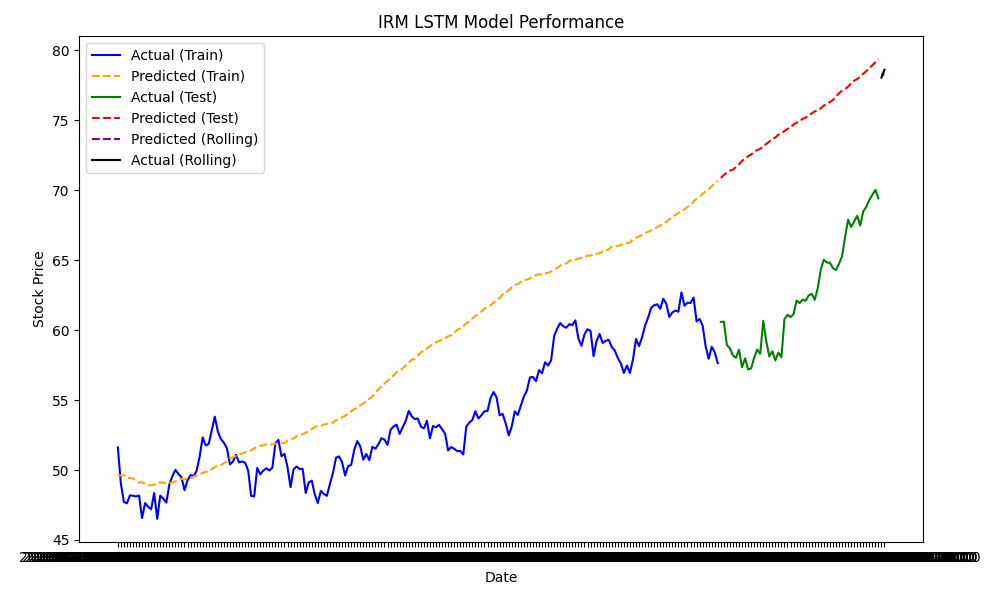 IRM LSTM Model Performance
Actual (Train)
Predicted (Train)
Actual (Test)
Predicted (Test)
Predicted (Rolling)
Actual (Rolling)
80
75
70
65
60
55
50
45
Stock Price
Date